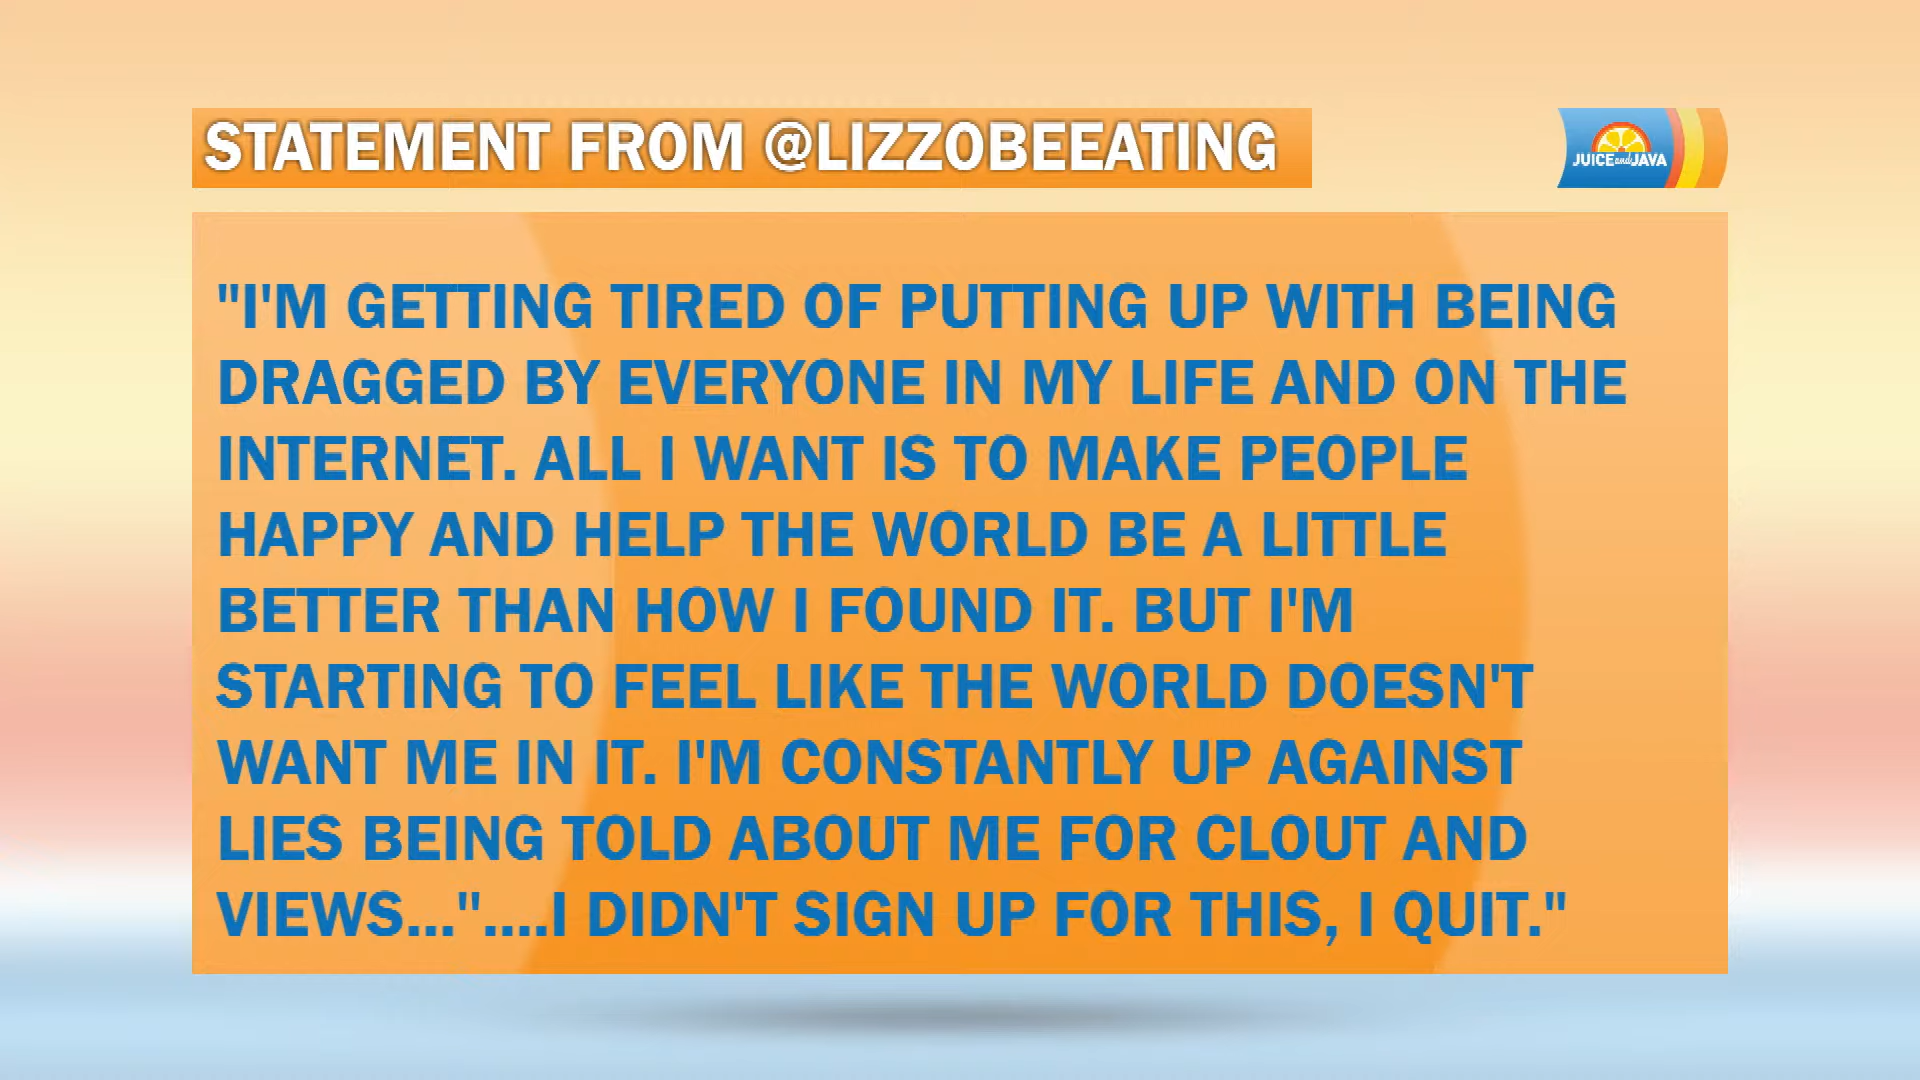 STATEMENT FROM @LIZZOBEEATING
JUICE and JAVA
"I'M GETTING TIRED OF PUTTING UP WITH BEING
DRAGGED BY EVERYONE IN MY LIFE AND ON THE
INTERNET. ALL I WANT IS TO MAKE PEOPLE
HAPPY AND HELP THE WORLD BE A LITTLE
BETTER THAN HOW I FOUND IT. BUT I'M
STARTING TO FEEL LIKE THE WORLD DOESN'T
WANT ME IN IT. I'M CONSTANTLY UP AGAINST
LIES BEING TOLD ABOUT ME FOR CLOUT AND
VIEWS..."....I DIDN'T SIGN UP FOR THIS, I QUIT."